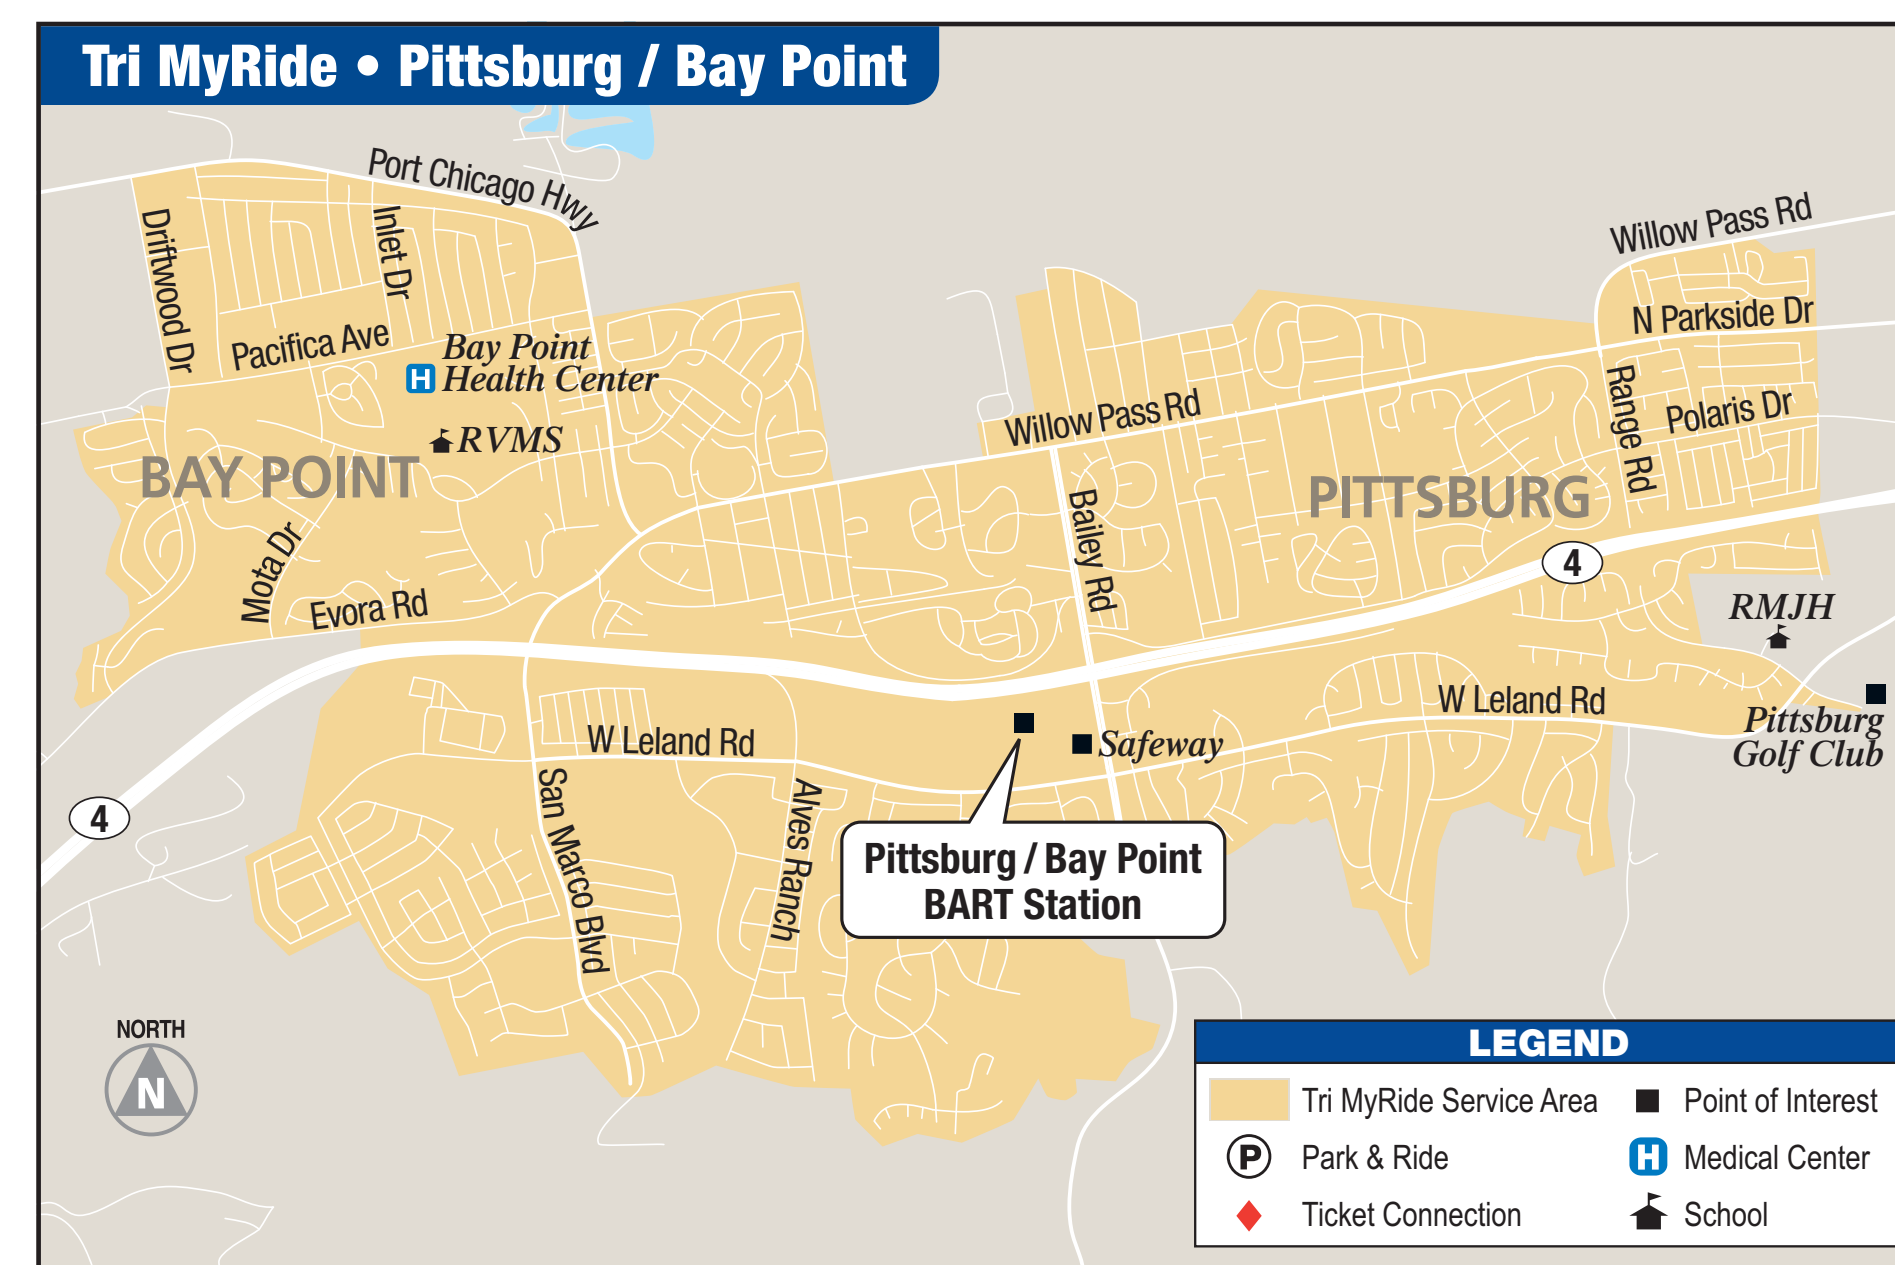 Tri MyRide • Pittsburg / Bay Point
Port Chicago Hwy
Driftwood Dr
Inlet Dr
Pacifica Ave
H
Bay Point
Health Center
RVMS
BAY POINT
Mota Dr
Evora Rd
Willow Pass Rd
N Parkside Dr
Range Rd
Polaris Dr
Willow Pass Rd
Bailey Rd
PITTSBURG
4
RMJH
W Leland Rd
Pittsburg
Golf Club
W Leland Rd
Safeway
4
San Marco Blvd
Alves Ranch
Pittsburg / Bay Point
BART Station
NORTH
N
LEGEND
Tri MyRide Service Area
Point of Interest
P
Park & Ride
H
Medical Center
Ticket Connection
School